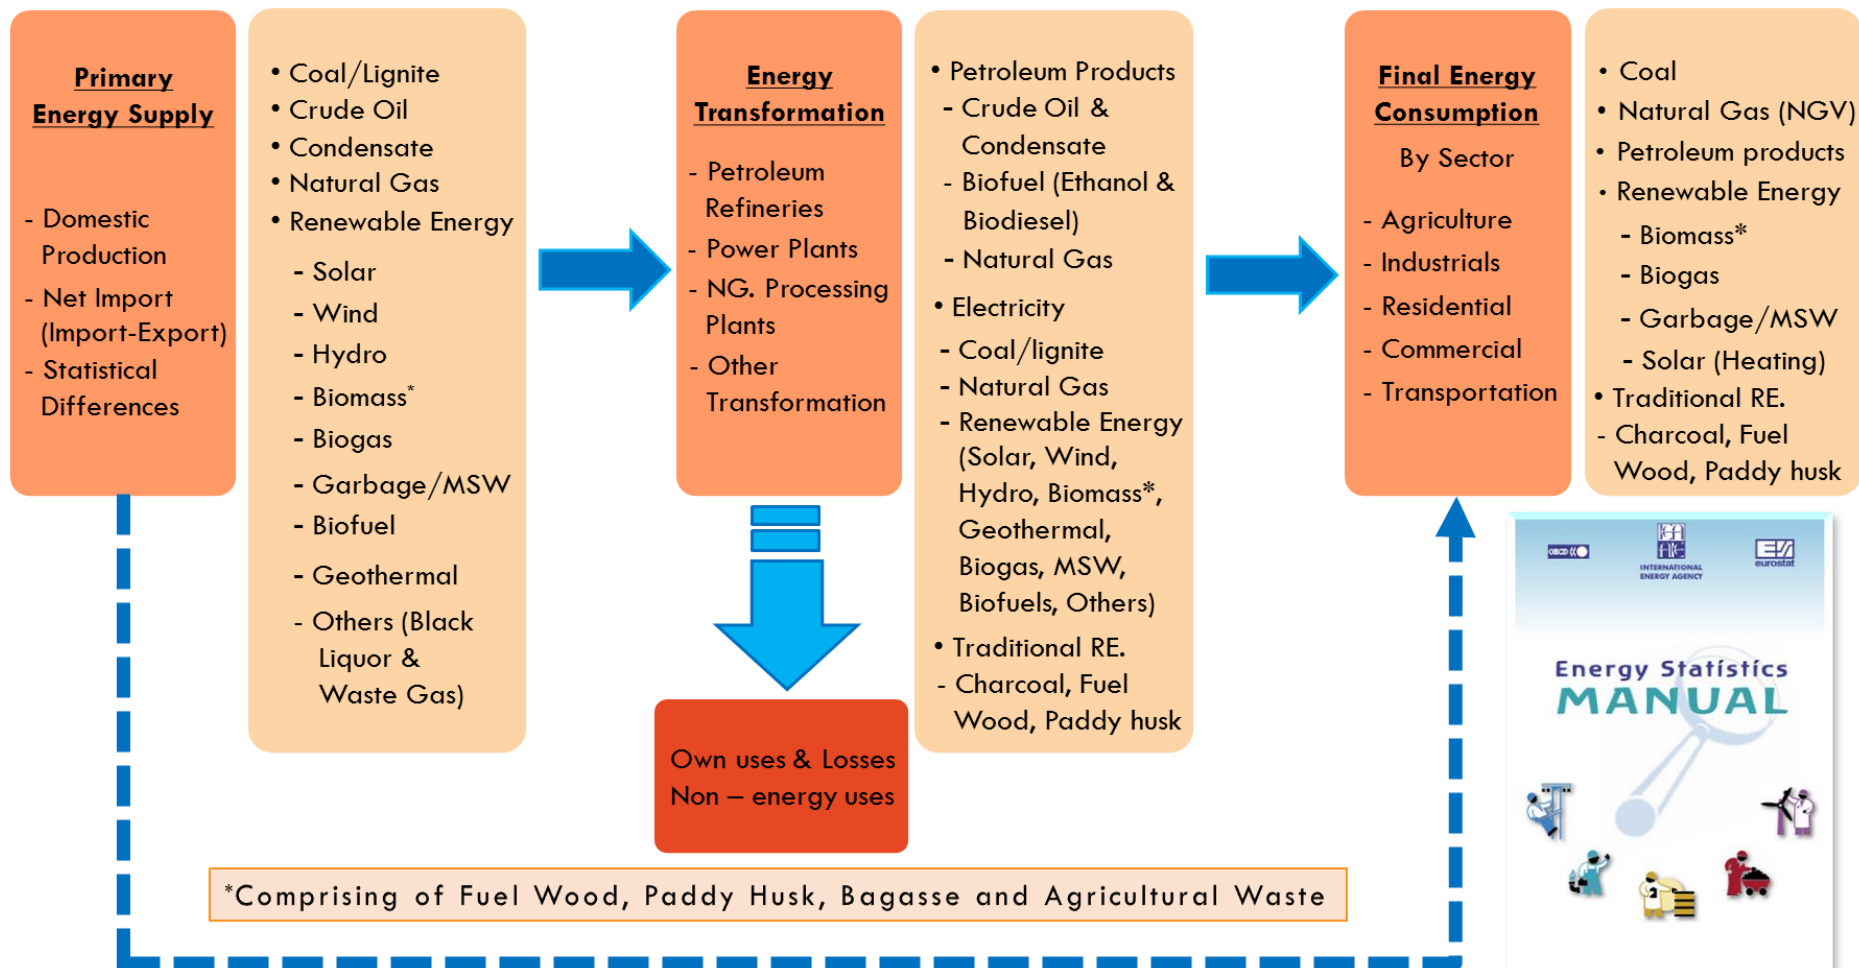 Primary
Energy Supply
- Domestic
Production
- Net Import
(Import-Export)
- Statistical
Differences
• Coal/Lignite
• Crude Oil
• Condensate
• Natural Gas
• Renewable Energy
- Solar
- Wind
- Hydro
- Biomass*
- Biogas
- Garbage/MSW
- Biofuel
- Geothermal
- Others (Black
Liquor &
Waste Gas)
Energy
Transformation
- Petroleum
Refineries
- Power Plants
- NG. Processing
Plants
- Other
Transformation
Own uses & Losses
Non – energy uses
• Petroleum Products
- Crude Oil &
Condensate
- Biofuel (Ethanol &
Biodiesel)
- Natural Gas
• Electricity
- Coal/lignite
- Natural Gas
- Renewable Energy
(Solar, Wind,
Hydro, Biomass*,
Geothermal,
Biogas, MSW,
Biofuels, Others)
• Traditional RE.
- Charcoal, Fuel
Wood, Paddy husk
Final Energy
Consumption
By Sector
- Agriculture
- Industrials
- Residential
- Commercial
- Transportation
• Coal
• Natural Gas (NGV)
• Petroleum products
• Renewable Energy
- Biomass*
- Biogas
- Garbage/MSW
- Solar (Heating)
• Traditional RE.
- Charcoal, Fuel
Wood, Paddy husk
OECD
INTERNATIONAL
ENERGY AGENCY
eurostat
Energy Statistics
MANUAL
*Comprising of Fuel Wood, Paddy Husk, Bagasse and Agricultural Waste